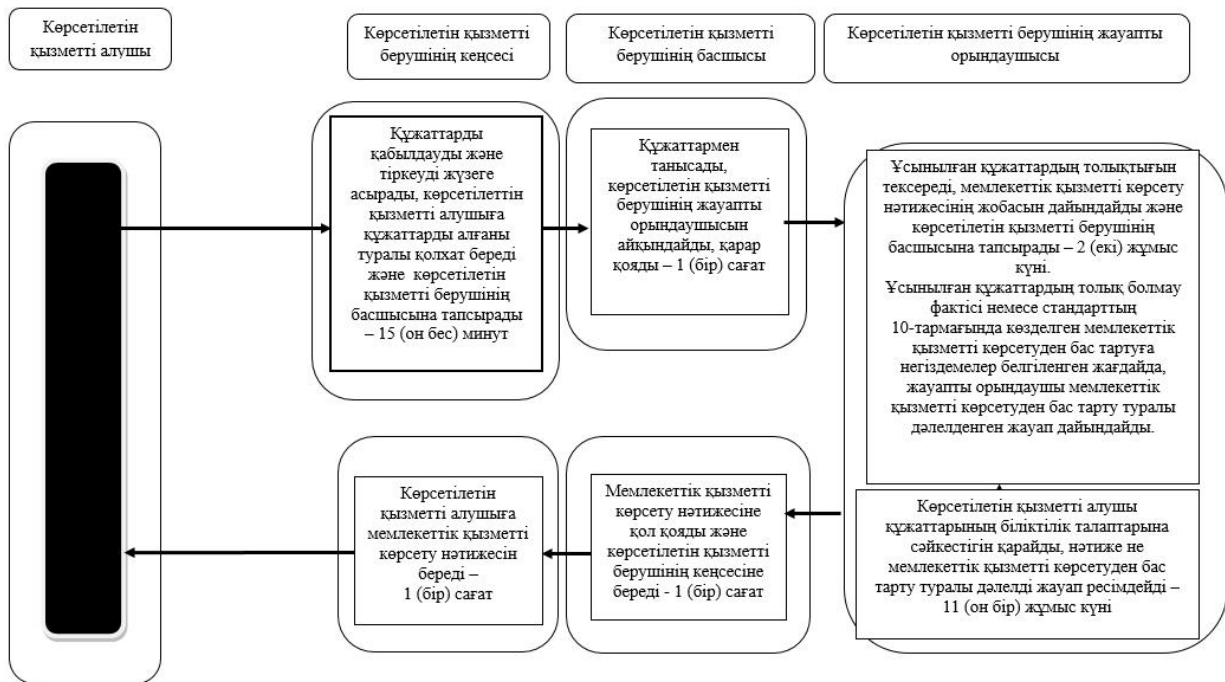 Көрсетілетін
қызметті алушы
Көрсетілетін қызметті
берушінің кеңсесі
Көрсетілетін қызметті
берушінің басшысы
Көрсетілетін қызметті берушінің жауапты
орындаушысы
Құжаттарды
қабылдауды және
тіркеуді жүзеге
асырады, көрсетілеттін
қызметті алушыға
құжаттарды алғаны
туралы қолхат береді
және көрсетілетін
қызметті берушінің
басшысына тапсырады
– 15 (он бес) минут
Құжаттармен
танысады,
көрсетілетін қызметті
берушінің жауапты
орындаушысын
айқындайды, қарар
қояды – 1 (бір) сағат
Ұсынылған құжаттардың толықтығын
тексереді, мемлекеттік қызметті көрсету
нәтижесінің жобасын дайындайды және
көрсетілетін қызметті берушінің
басшысына тапсырады – 2 (екі) жұмыс
күні.
Ұсынылған құжаттардың толық болмау
фактісі немесе стандарттың
10-тармағында көзделген мемлекеттік
қызметті көрсетуден бас тартуға
негіздемелер белгіленген жағдайда,
жауапты орындаушы мемлекеттік
қызметті көрсетуден бас тарту туралы
дәлелденген жауап дайындайды.
Көрсетілетін
қызметті алушыға
мемлекеттік қызметті
көрсету нәтижесін
береді –
1 (бір) сағат
Мемлекеттік қызметті
көрсету нәтижесіне
қол қояды және
көрсетілетін қызметті
берушінің кеңсесіне
береді - 1 (бір) сағат
Көрсетілетін қызметті алушы
құжаттарының біліктілік талаптарына
сәйкестігін қарайды, нәтиже не
мемлекеттік қызметті көрсетуден бас
тарту туралы дәлелді жауап ресімдейді –
11 (он бір) жұмыс күні